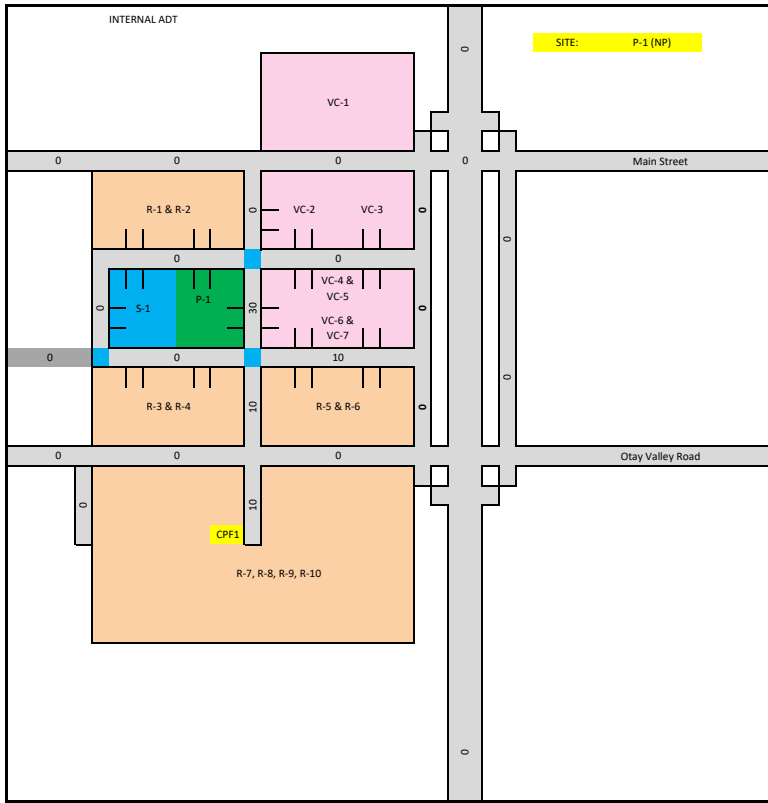 INTERNAL ADT
SITE: P-1 (NP)
0
VC-1
0 0 0 0 Main Street
R-1 & R-2
0
VC-2 VC-3
0
0
0 0
0
S-1
P-1
30
VC-4 &
VC-5
VC-6 &
VC-7
0
0 0 10
0
R-3 & R-4
10
R-5 & R-6
0
0 0 0 Otay Valley Road
0
10
CPF1
R-7, R-8, R-9, R-10
0